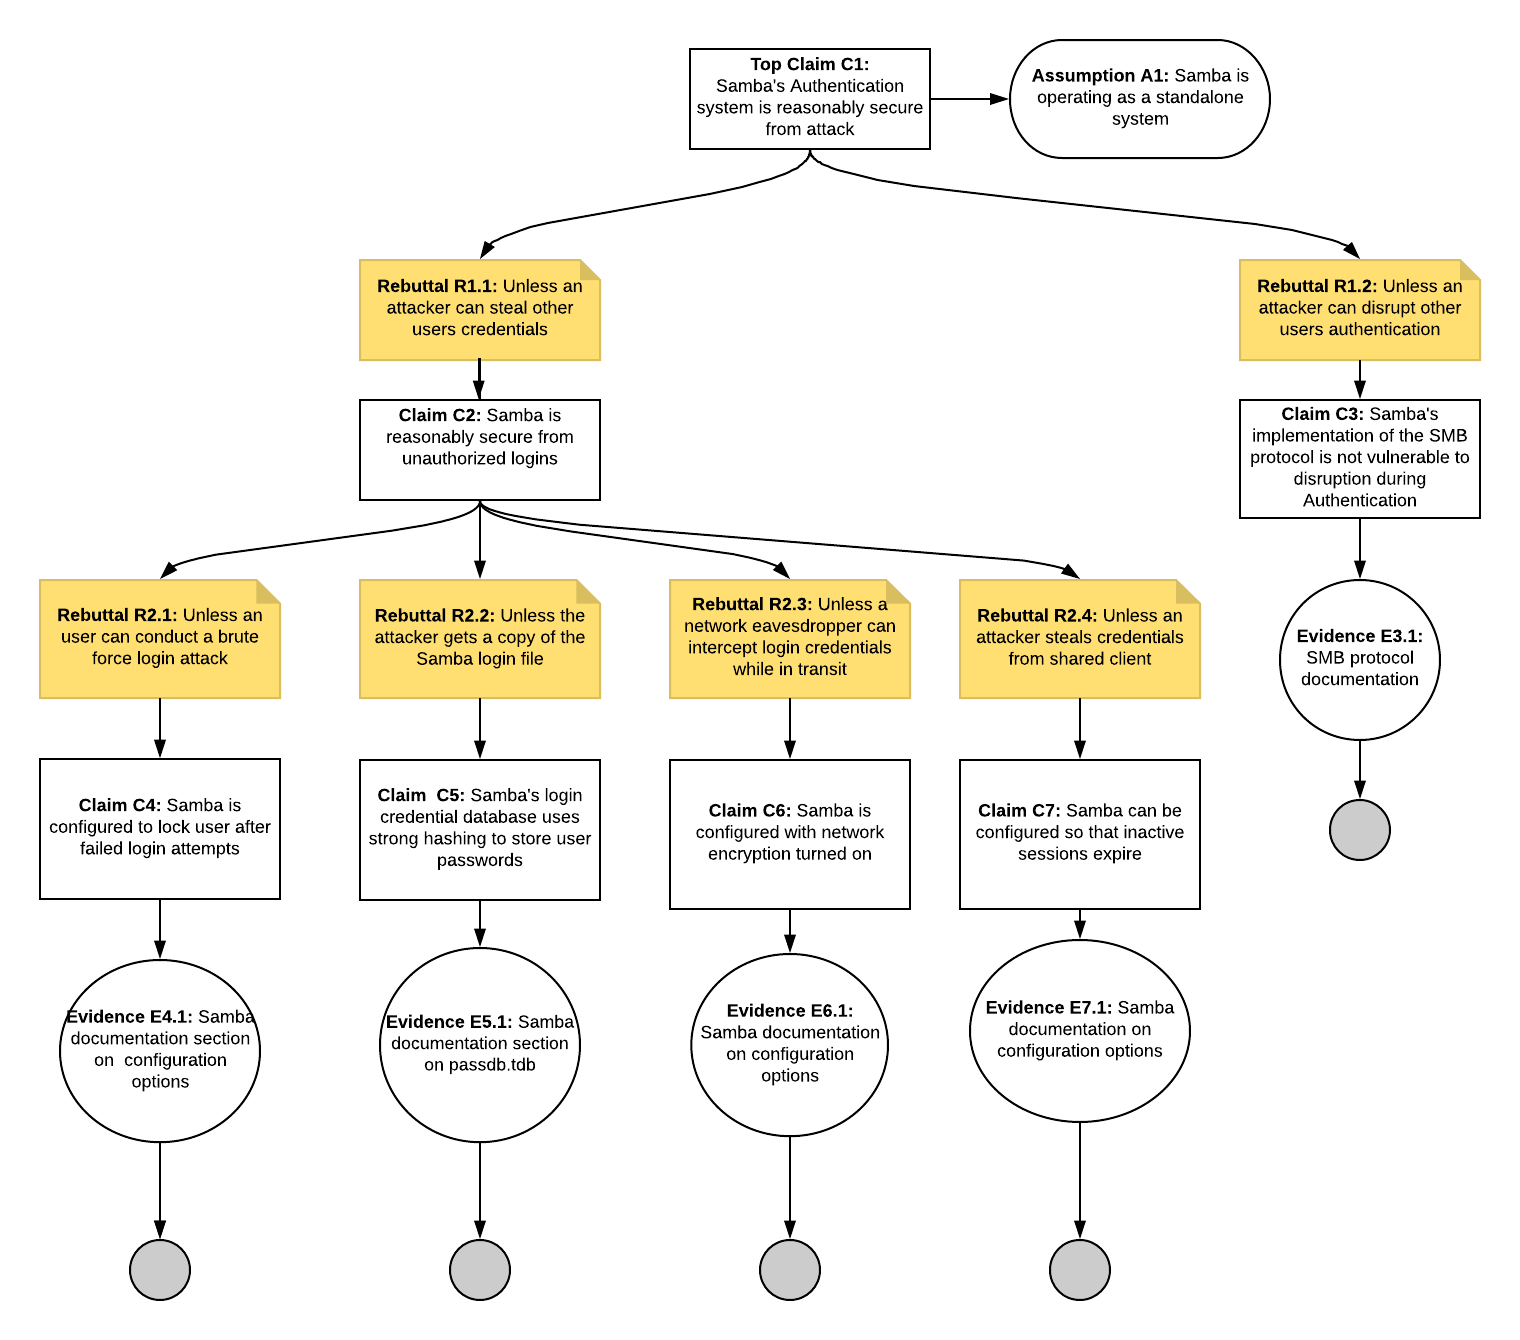 Top Claim C1:
Samba's Authentication
system is reasonably secure
from attack
Assumption A1: Samba is
operating as a standalone
system
Rebuttal R1.1: Unless an
attacker can steal other
users credentials
Rebuttal R1.2: Unless an
attacker can disrupt other
users authentication
Claim C2: Samba is
reasonably secure from
unauthorized logins
Claim C3: Samba's
implementation of the SMB
protocol is not vulnerable to
disruption during
Authentication
Rebuttal R2.1: Unless an
user can conduct a brute
force login attack
Rebuttal R2.2: Unless the
attacker gets a copy of the
Samba login file
Rebuttal R2.3: Unless a
network eavesdropper can
intercept login credentials
while in transit
Rebuttal R2.4: Unless an
attacker steals credentials
from shared client
Evidence E3.1:
SMB protocol
documentation
Claim C4: Samba is
configured to lock user after
failed login attempts
Claim  C5: Samba's login
credential database uses
strong hashing to store user
passwords
Claim C6: Samba is
configured with network
encryption turned on
Claim C7: Samba can be
configured so that inactive
sessions expire
Evidence E4.1: Samba
documentation section
on  configuration
options
Evidence E5.1: Samba
documentation section
on passdb.tdb
Evidence E6.1:
Samba documentation
on configuration
options
Evidence E7.1: Samba
documentation on
configuration options